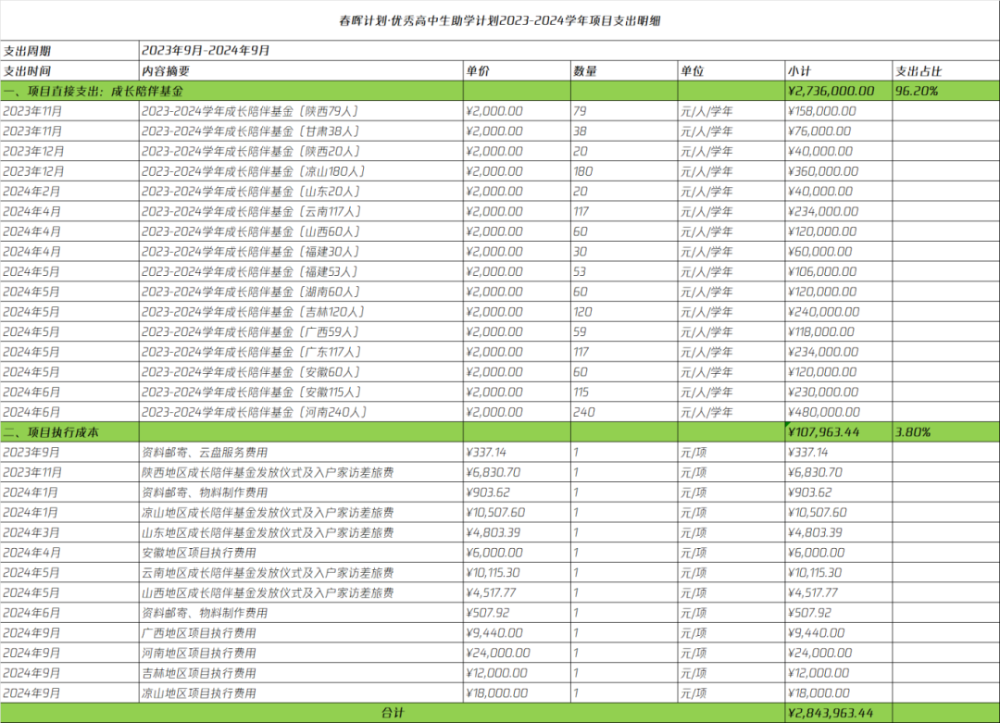 春晖计划·优秀高中生助学计划2023-2024学年项目支出明细
支出周期 2023年9月-2024年9月
支出时间 内容摘要 单价 数量 单位 小计 支出占比
一、项目直接支出：成长陪伴基金 ¥2,736,000.00 96.20%
2023年11月 2023-2024学年成长陪伴基金〔陕西79人〕 ¥2,000.00 79 元/人/学年 ¥158,000.00
2023年11月 2023-2024学年成长陪伴基金〔甘肃38人〕 ¥2,000.00 38 元/人/学年 ¥76,000.00
2023年12月 2023-2024学年成长陪伴基金〔陕西20人〕 ¥2,000.00 20 元/人/学年 ¥40,000.00
2023年12月 2023-2024学年成长陪伴基金〔凉山180人〕 ¥2,000.00 180 元/人/学年 ¥360,000.00
2024年2月 2023-2024学年成长陪伴基金〔山东20人〕 ¥2,000.00 20 元/人/学年 ¥40,000.00
2024年4月 2023-2024学年成长陪伴基金〔云南117人〕 ¥2,000.00 117 元/人/学年 ¥234,000.00
2024年4月 2023-2024学年成长陪伴基金〔山西60人〕 ¥2,000.00 60 元/人/学年 ¥120,000.00
2024年4月 2023-2024学年成长陪伴基金〔福建30人〕 ¥2,000.00 30 元/人/学年 ¥60,000.00
2024年5月 2023-2024学年成长陪伴基金〔福建53人〕 ¥2,000.00 53 元/人/学年 ¥106,000.00
2024年5月 2023-2024学年成长陪伴基金〔湖南60人〕 ¥2,000.00 60 元/人/学年 ¥120,000.00
2024年5月 2023-2024学年成长陪伴基金〔吉林120人〕 ¥2,000.00 120 元/人/学年 ¥240,000.00
2024年5月 2023-2024学年成长陪伴基金〔广西59人〕 ¥2,000.00 59 元/人/学年 ¥118,000.00
2024年5月 2023-2024学年成长陪伴基金〔广东117人〕 ¥2,000.00 117 元/人/学年 ¥234,000.00
2024年5月 2023-2024学年成长陪伴基金〔安徽60人〕 ¥2,000.00 60 元/人/学年 ¥120,000.00
2024年6月 2023-2024学年成长陪伴基金〔安徽115人〕 ¥2,000.00 115 元/人/学年 ¥230,000.00
2024年6月 2023-2024学年成长陪伴基金〔河南240人〕 ¥2,000.00 240 元/人/学年 ¥480,000.00
二、项目执行成本 ¥107,963.44 3.80%
2023年9月 资料邮寄、云盘服务费用 ¥337.14 1 元/项 ¥337.14
2023年11月 陕西地区成长陪伴基金发放仪式及入户家访差旅费 ¥6,830.70 1 元/项 ¥6,830.70
2024年1月 资料邮寄、物料制作费用 ¥903.62 1 元/项 ¥903.62
2024年1月 凉山地区成长陪伴基金发放仪式及入户家访差旅费 ¥10,507.60 1 元/项 ¥10,507.60
2024年3月 山东地区成长陪伴基金发放仪式及入户家访差旅费 ¥4,803.39 1 元/项 ¥4,803.39
2024年4月 安徽地区项目执行费用 ¥6,000.00 1 元/项 ¥6,000.00
2024年5月 云南地区成长陪伴基金发放仪式及入户家访差旅费 ¥10,115.30 1 元/项 ¥10,115.30
2024年5月 山西地区成长陪伴基金发放仪式及入户家访差旅费 ¥4,517.77 1 元/项 ¥4,517.77
2024年6月 资料邮寄、物料制作费用 ¥507.92 1 元/项 ¥507.92
2024年9月 广西地区项目执行费用 ¥9,440.00 1 元/项 ¥9,440.00
2024年9月 河南地区项目执行费用 ¥24,000.00 1 元/项 ¥24,000.00
2024年9月 吉林地区项目执行费用 ¥12,000.00 1 元/项 ¥12,000.00
2024年9月 凉山地区项目执行费用 ¥18,000.00 1 元/项 ¥18,000.00
合计 ¥2,843,963.44